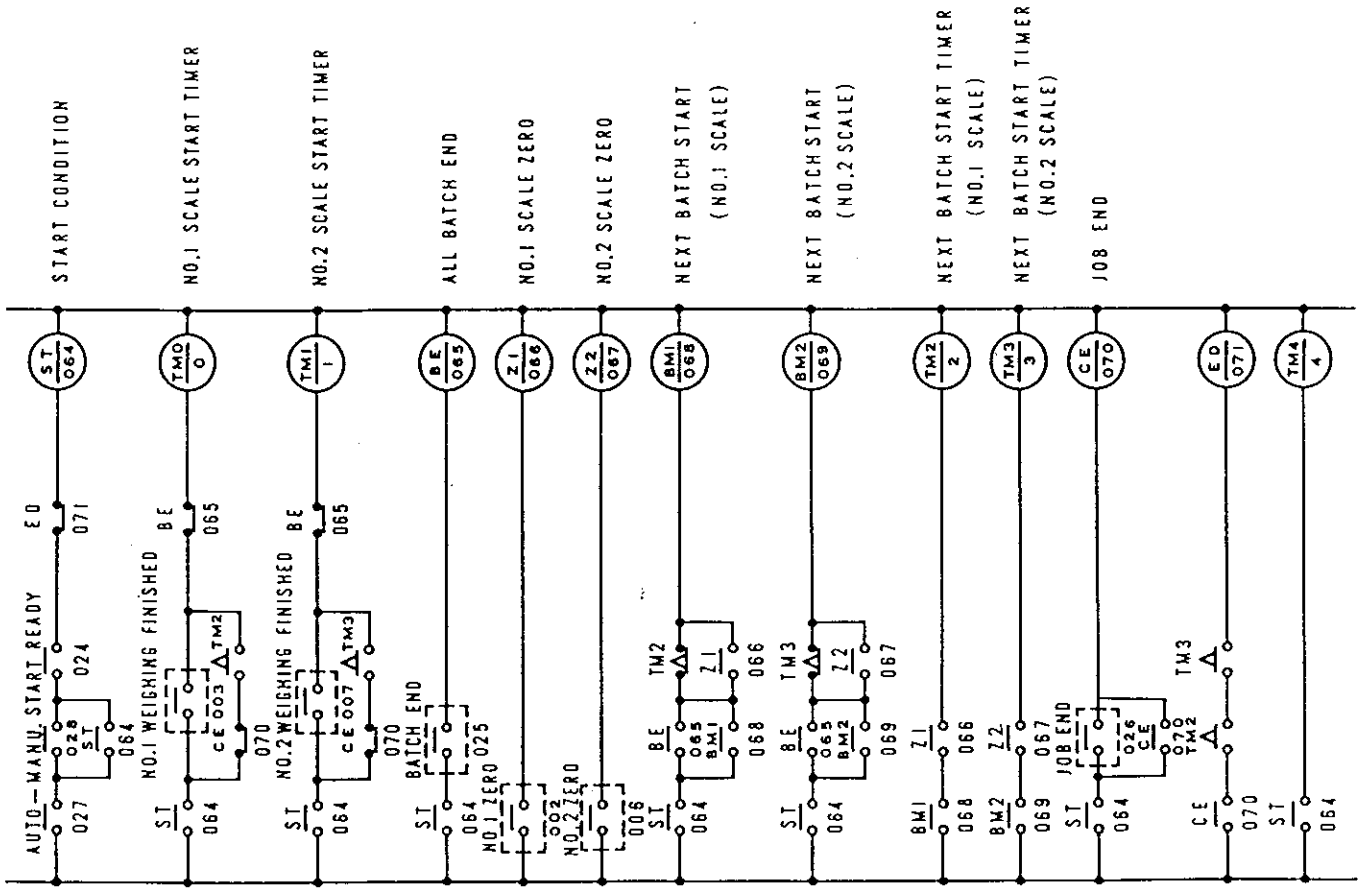 AUTO-MANU. START READY ED
027 028 024 071
ST
064
ST
064
START CONDITION
NO.1 WEIGHING FINISHED BE
ST
064 003 065
CE TM2
070
TM0
0
NO.1 SCALE START TIMER
NO.2 WEIGHING FINISHED BE
ST
064 007 065
CE TM3
070
TM1
1
NO.2 SCALE START TIMER
BATCH END
ST
064 025
BE
065
ALL BATCH END
NO.1 ZERO
002
Z1
066
NO.1 SCALE ZERO
NO.2 ZERO
006
Z2
067
NO.2 SCALE ZERO
ST BE TM2
064 065
BM1 Z1
068 066
BM1
068
NEXT BATCH START
(NO.1 SCALE)
ST BE TM3
064 065
BM2 Z2
069 067
BM2
069
NEXT BATCH START
(NO.2 SCALE)
BM1 Z1
068 066
TM2
2
NEXT BATCH START TIMER
(NO.1 SCALE)
BM2 Z2
069 067
TM3
3
NEXT BATCH START TIMER
(NO.2 SCALE)
JOB END
ST
064 026
CE
070
CE
070
JOB END
CE TM2 TM3
070
ED
071
ST
064
TM4
4